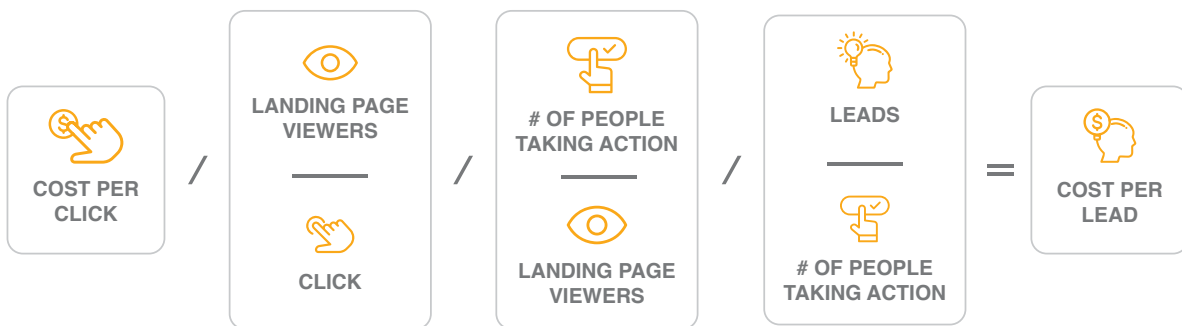 COST PER
CLICK
/
LANDING PAGE
VIEWERS
CLICK
/
# OF PEOPLE
TAKING ACTION
LANDING PAGE
VIEWERS
/
LEADS
# OF PEOPLE
TAKING ACTION
=
COST PER
LEAD